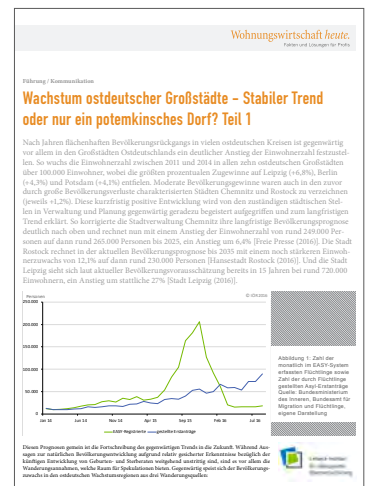 Wohnungswirtschaft heute.
Fakten und Lösungen für Profis
Führung / Kommunikation
Wachstum ostdeutscher Großstädte – Stabiler Trend
oder nur ein potemkinsches Dorf? Teil 1
Nach Jahren flächenhaften Bevölkerungsrückgangs in vielen ostdeutschen Kreisen ist gegenwärtig
vor allem in den Großstädten Ostdeutschlands ein deutlicher Anstieg der Einwohnerzahl festzustel-
len. So wuchs die Einwohnerzahl zwischen 2011 und 2014 in allen zehn ostdeutschen Großstädten
über 100.000 Einwohner, wobei die größten prozentualen Zugewinne auf Leipzig (+6,8%), Berlin
(+4,3%) und Potsdam (+4,1%) entfielen. Moderate Bevölkerungsgewinne waren auch in den zuvor
durch große Bevölkerungsverluste charakterisierten Städten Chemnitz und Rostock zu verzeichnen
(jeweils +1,2%). Diese kurzfristig positive Entwicklung wird von den zuständigen städtischen Stel-
len in Verwaltung und Planung gegenwärtig geradezu begeistert aufgegriffen und zum langfristigen
Trend erklärt. So korrigierte die Stadtverwaltung Chemnitz ihre langfristige Bevölkerungsprognose
deutlich nach oben und rechnet nun mit einem Anstieg der Einwohnerzahl von rund 249.000 Per-
sonen auf dann rund 265.000 Personen bis 2025, ein Anstieg um 6,4% [Freie Presse (2016)]. Die Stadt
Rostock rechnet in der aktuellen Bevölkerungsprognose bis 2035 mit einem noch stärkeren Einwoh-
nerzuwachs von 12,1% auf dann rund 230.000 Personen [Hansestadt Rostock (2016)]. Und die Stadt
Leipzig sieht sich laut aktueller Bevölkerungsvorausschätzung bereits in 15 Jahren bei rund 720.000
Einwohnern, ein Anstieg um stattliche 27% [Stadt Leipzig (2016)].
Personen
250.000
200.000
150.000
100.000
50.000
0
Jan 14 Jun 14 Nov 14 Apr 15 Sep 15 Feb 16 Jul 16
EASY-Registrierte gestellte Erstanträge
Abbildung 1: Zahl der
monatlich im EASY-System
erfassten Flüchtlinge sowie
Zahl der durch Flüchtlinge
gestellten Asyl-Erstanträge
Quelle: Bundesministerium
des Inneren, Bundesamt für
Migration und Flüchtlinge,
eigene Darstellung
Diesen Prognosen gemein ist die Fortschreibung des gegenwärtigen Trends in die Zukunft. Während Aus-
sagen zur natürlichen Bevölkerungsentwicklung aufgrund relativ gesicherter Erkenntnisse bezüglich der
künftigen Entwicklung von Geburten- und Sterberaten weitgehend unstrittig sind, sind es vor allem die
Wanderungsannahmen, welche Raum für Spekulationen bieten. Gegenwärtig speist sich der Bevölkerungs-
zuwachs in den ostdeutschen Wachstumsregionen aus drei Wanderungsquellen: